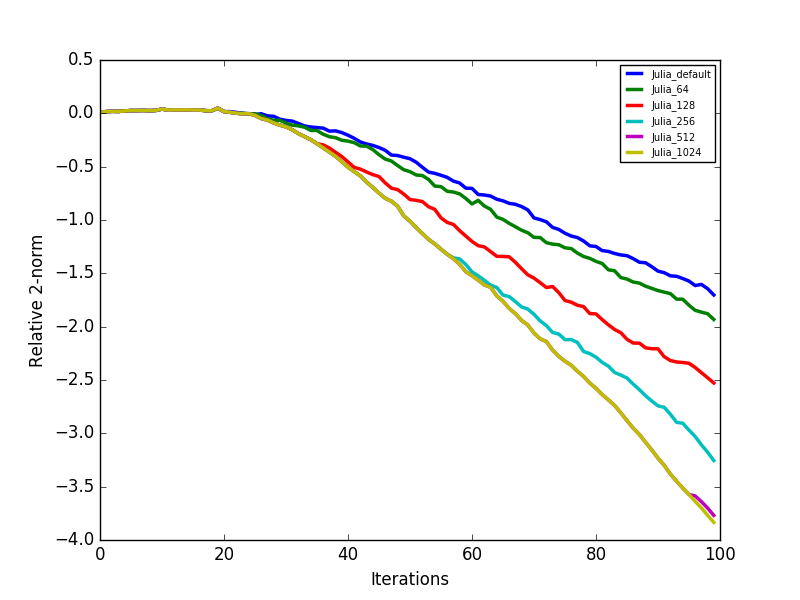 0.5
0.0
−0.5
−1.0
−1.5
−2.0
−2.5
−3.0
−3.5
−4.0
Relative 2-norm
Julia_default
Julia_64
Julia_128
Julia_256
Julia_512
Julia_1024
0 20 40 60 80 100
Iterations